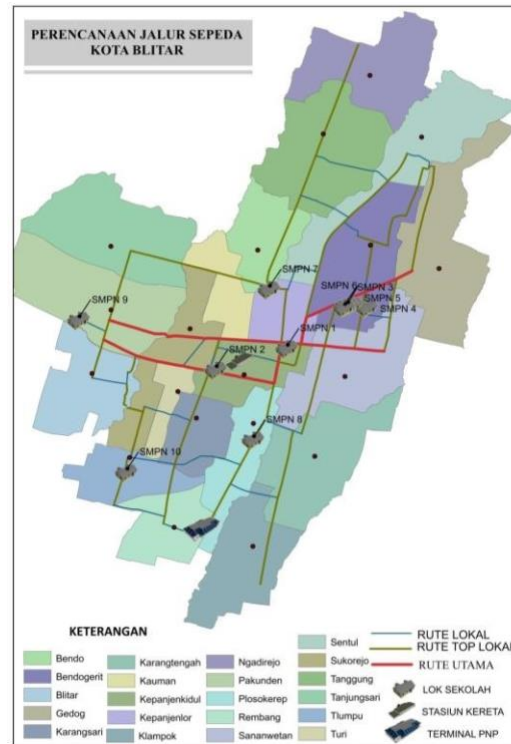 PERENCANAAN JALUR SEPEDA
KOTA BLITAR
SMPN 7
SMPN 6
SMPN 3
SMPN 5
SMPN 4
SMPN 9
SMPN 1
SMPN 2
SMPN 8
SMPN 10
KETERANGAN
Bendo
Bendogerit
Blitar
Gedog
Karangsari
Karangtengah
Kauman
Kepanjenkidul
Kepanjenlor
Klampok
Ngadirejo
Pakunden
Plosokerep
Rembang
Sananwetan
Sentul
Sukorejo
Tanggung
Tanjungsari
Tlumpu
Turi
RUTE LOKAL
RUTE TOP LOKAL
RUTE UTAMA
LOK SEKOLAH
STASIUN KERETA
TERMINAL PNP